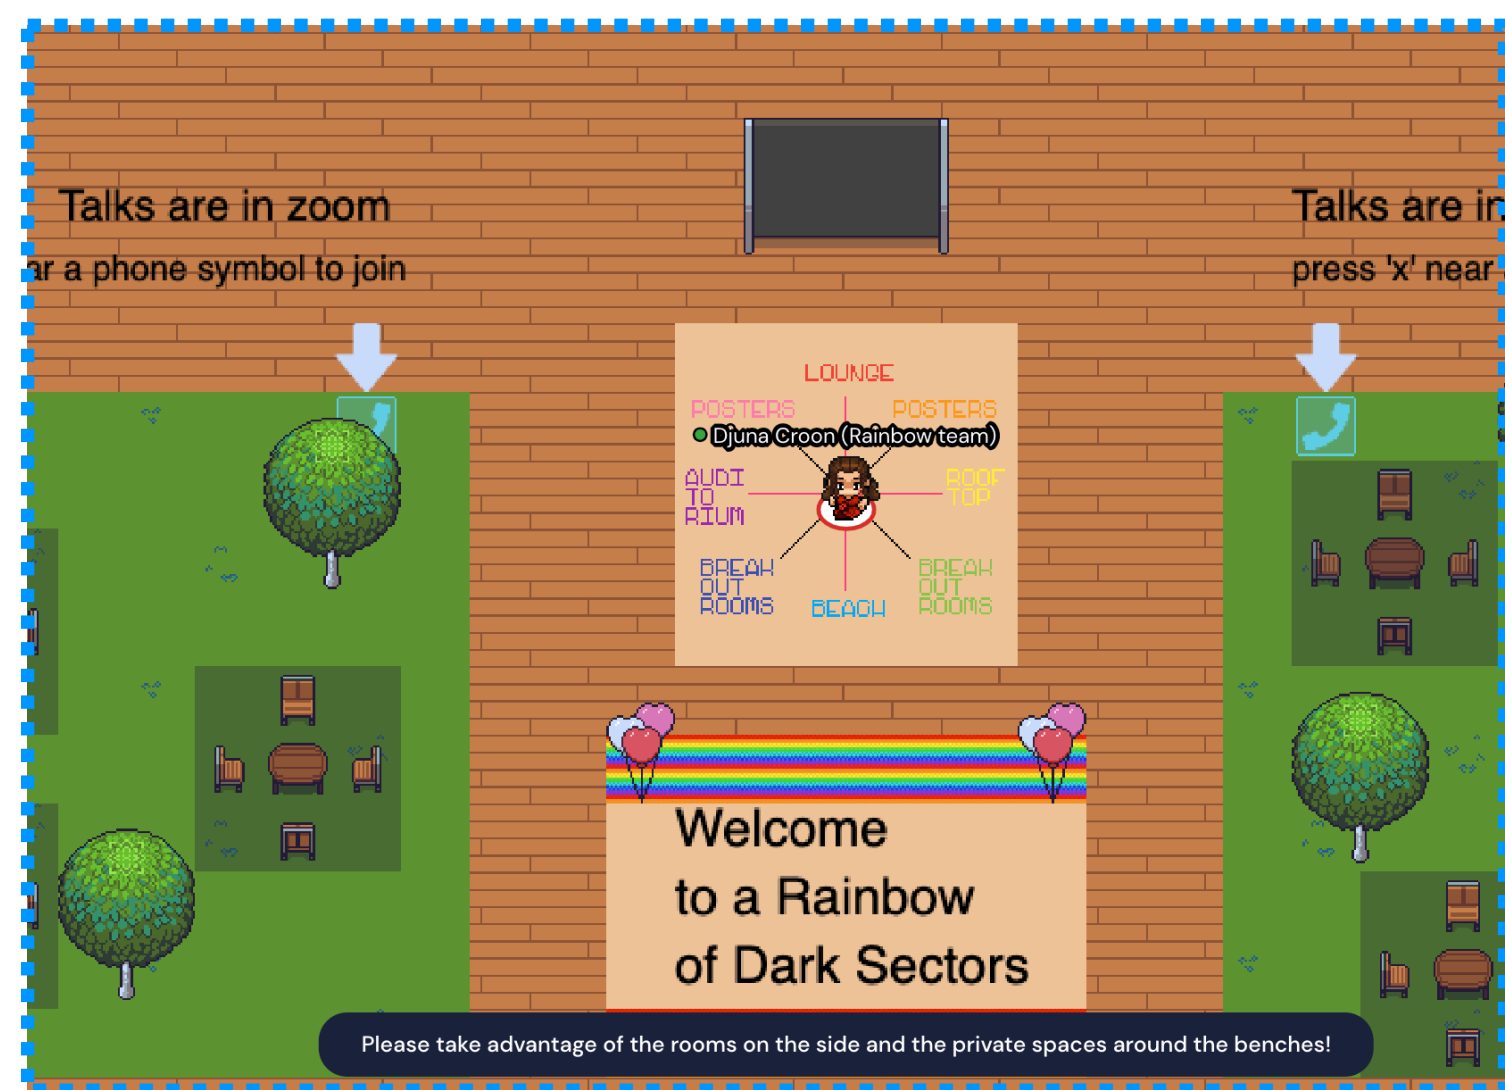 Talks are in zoom
ar a phone symbol to join
Talks are in
press 'x' near
LOUNGE
POSTERS
POSTERS
Djuna Croon (Rainbow team)
AUDI
TO
RIUM
ROOF
TOP
BREAK
OUT
ROOMS
BREAK
OUT
ROOMS
BEACH
Welcome
to a Rainbow
of Dark Sectors
Please take advantage of the rooms on the side and the private spaces around the benches!